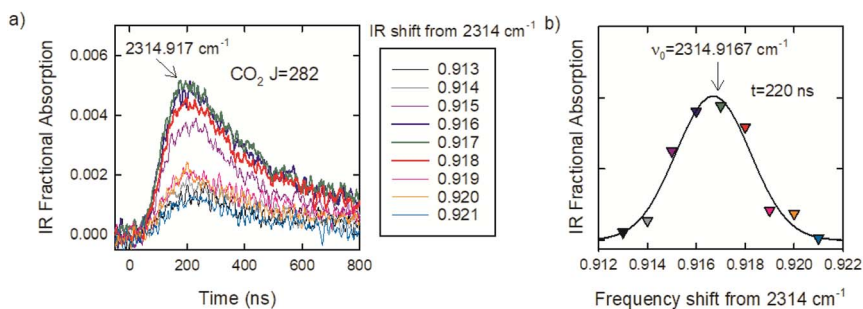 a)
2314.917 cm⁻¹
CO₂ J=282
IR Fractional Absorption
0.006
0.004
0.002
0.000
0
200
400
600
800
Time (ns)
IR shift from 2314 cm⁻¹
0.913
0.914
0.915
0.916
0.917
0.918
0.919
0.920
0.921
b)
ν₀=2314.9167 cm⁻¹
t=220 ns
IR Fractional Absorption
0.912
0.914
0.916
0.918
0.920
0.922
Frequency shift from 2314 cm⁻¹